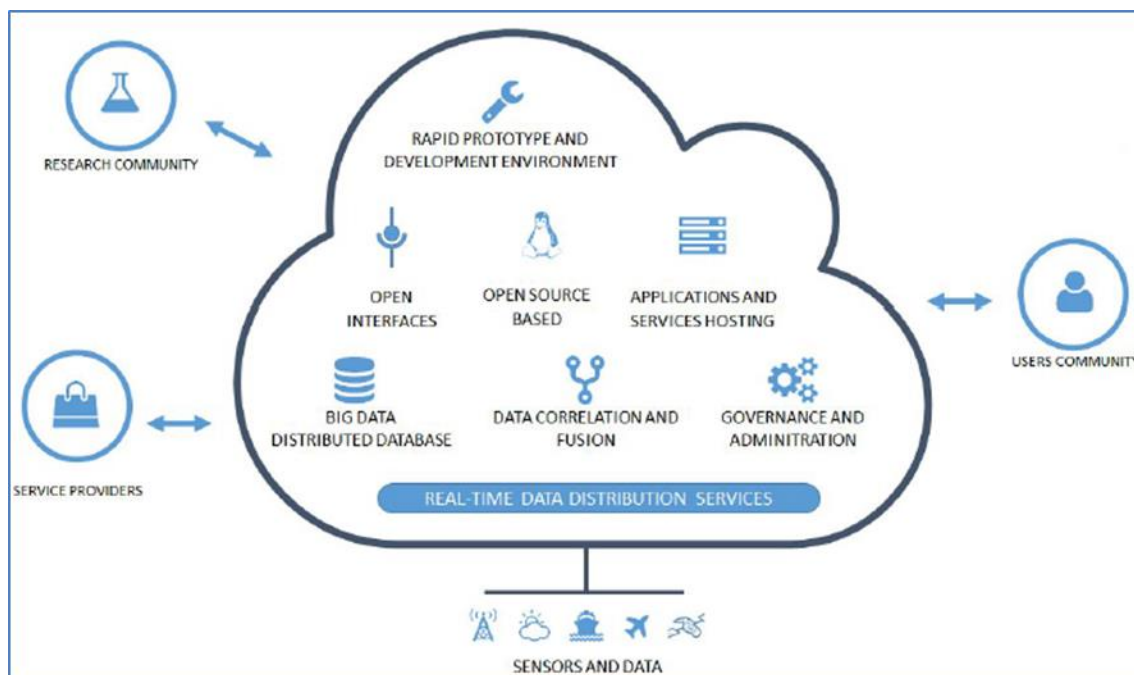 RAPID PROTOTYPE AND
DEVELOPMENT ENVIRONMENT
RESEARCH COMMUNITY
OPEN
INTERFACES
OPEN SOURCE
BASED
APPLICATIONS AND
SERVICES HOSTING
USERS COMMUNITY
BIG DATA
DISTRIBUTED DATABASE
DATA CORRELATION AND
FUSION
GOVERNANCE AND
ADMINITRATION
SERVICE PROVIDERS
REAL-TIME DATA DISTRIBUTION SERVICES
SENSORS AND DATA